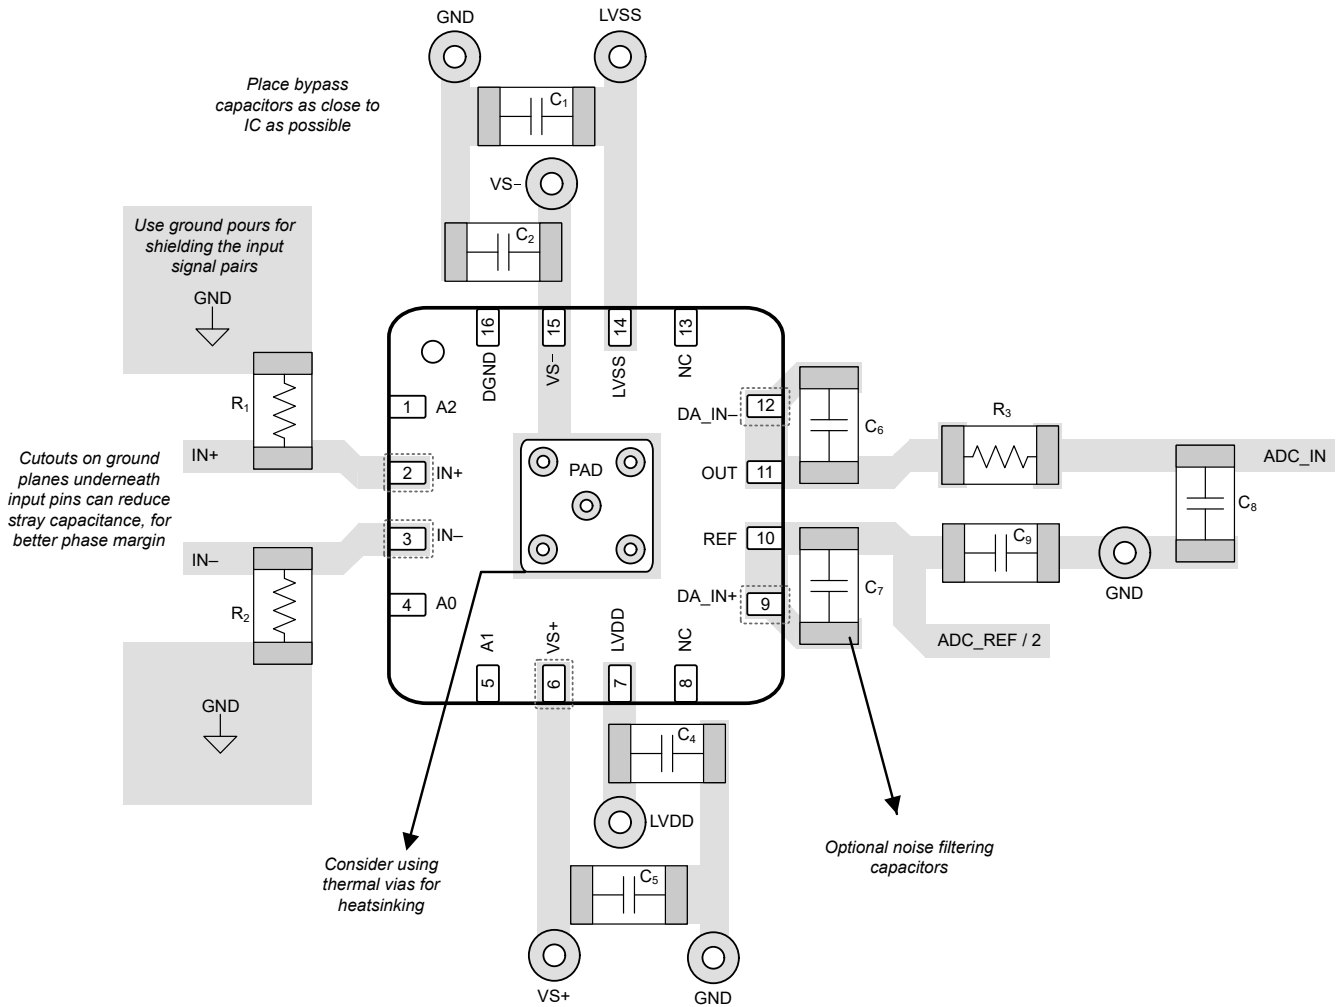 GND
LVSS
Place bypass
capacitors as close to
IC as possible
C1
VS–
C2
Use ground pours for
shielding the input
signal pairs
GND
16
15
14
13
DGND
VS–
LVSS
NC
R1
1
A2
12
DA_IN–
C6
R3
IN+
2
IN+
PAD
OUT
11
ADC_IN
Cutouts on ground
planes underneath
input pins can reduce
stray capacitance, for
better phase margin
C8
3
IN–
REF
10
C9
IN–
C7
GND
R2
4
A0
DA_IN+
9
ADC_REF / 2
A1
VS+
LVDD
NC
5
6
7
8
GND
C4
LVDD
Optional noise filtering
capacitors
Consider using
thermal vias for
heatsinking
C5
VS+
GND